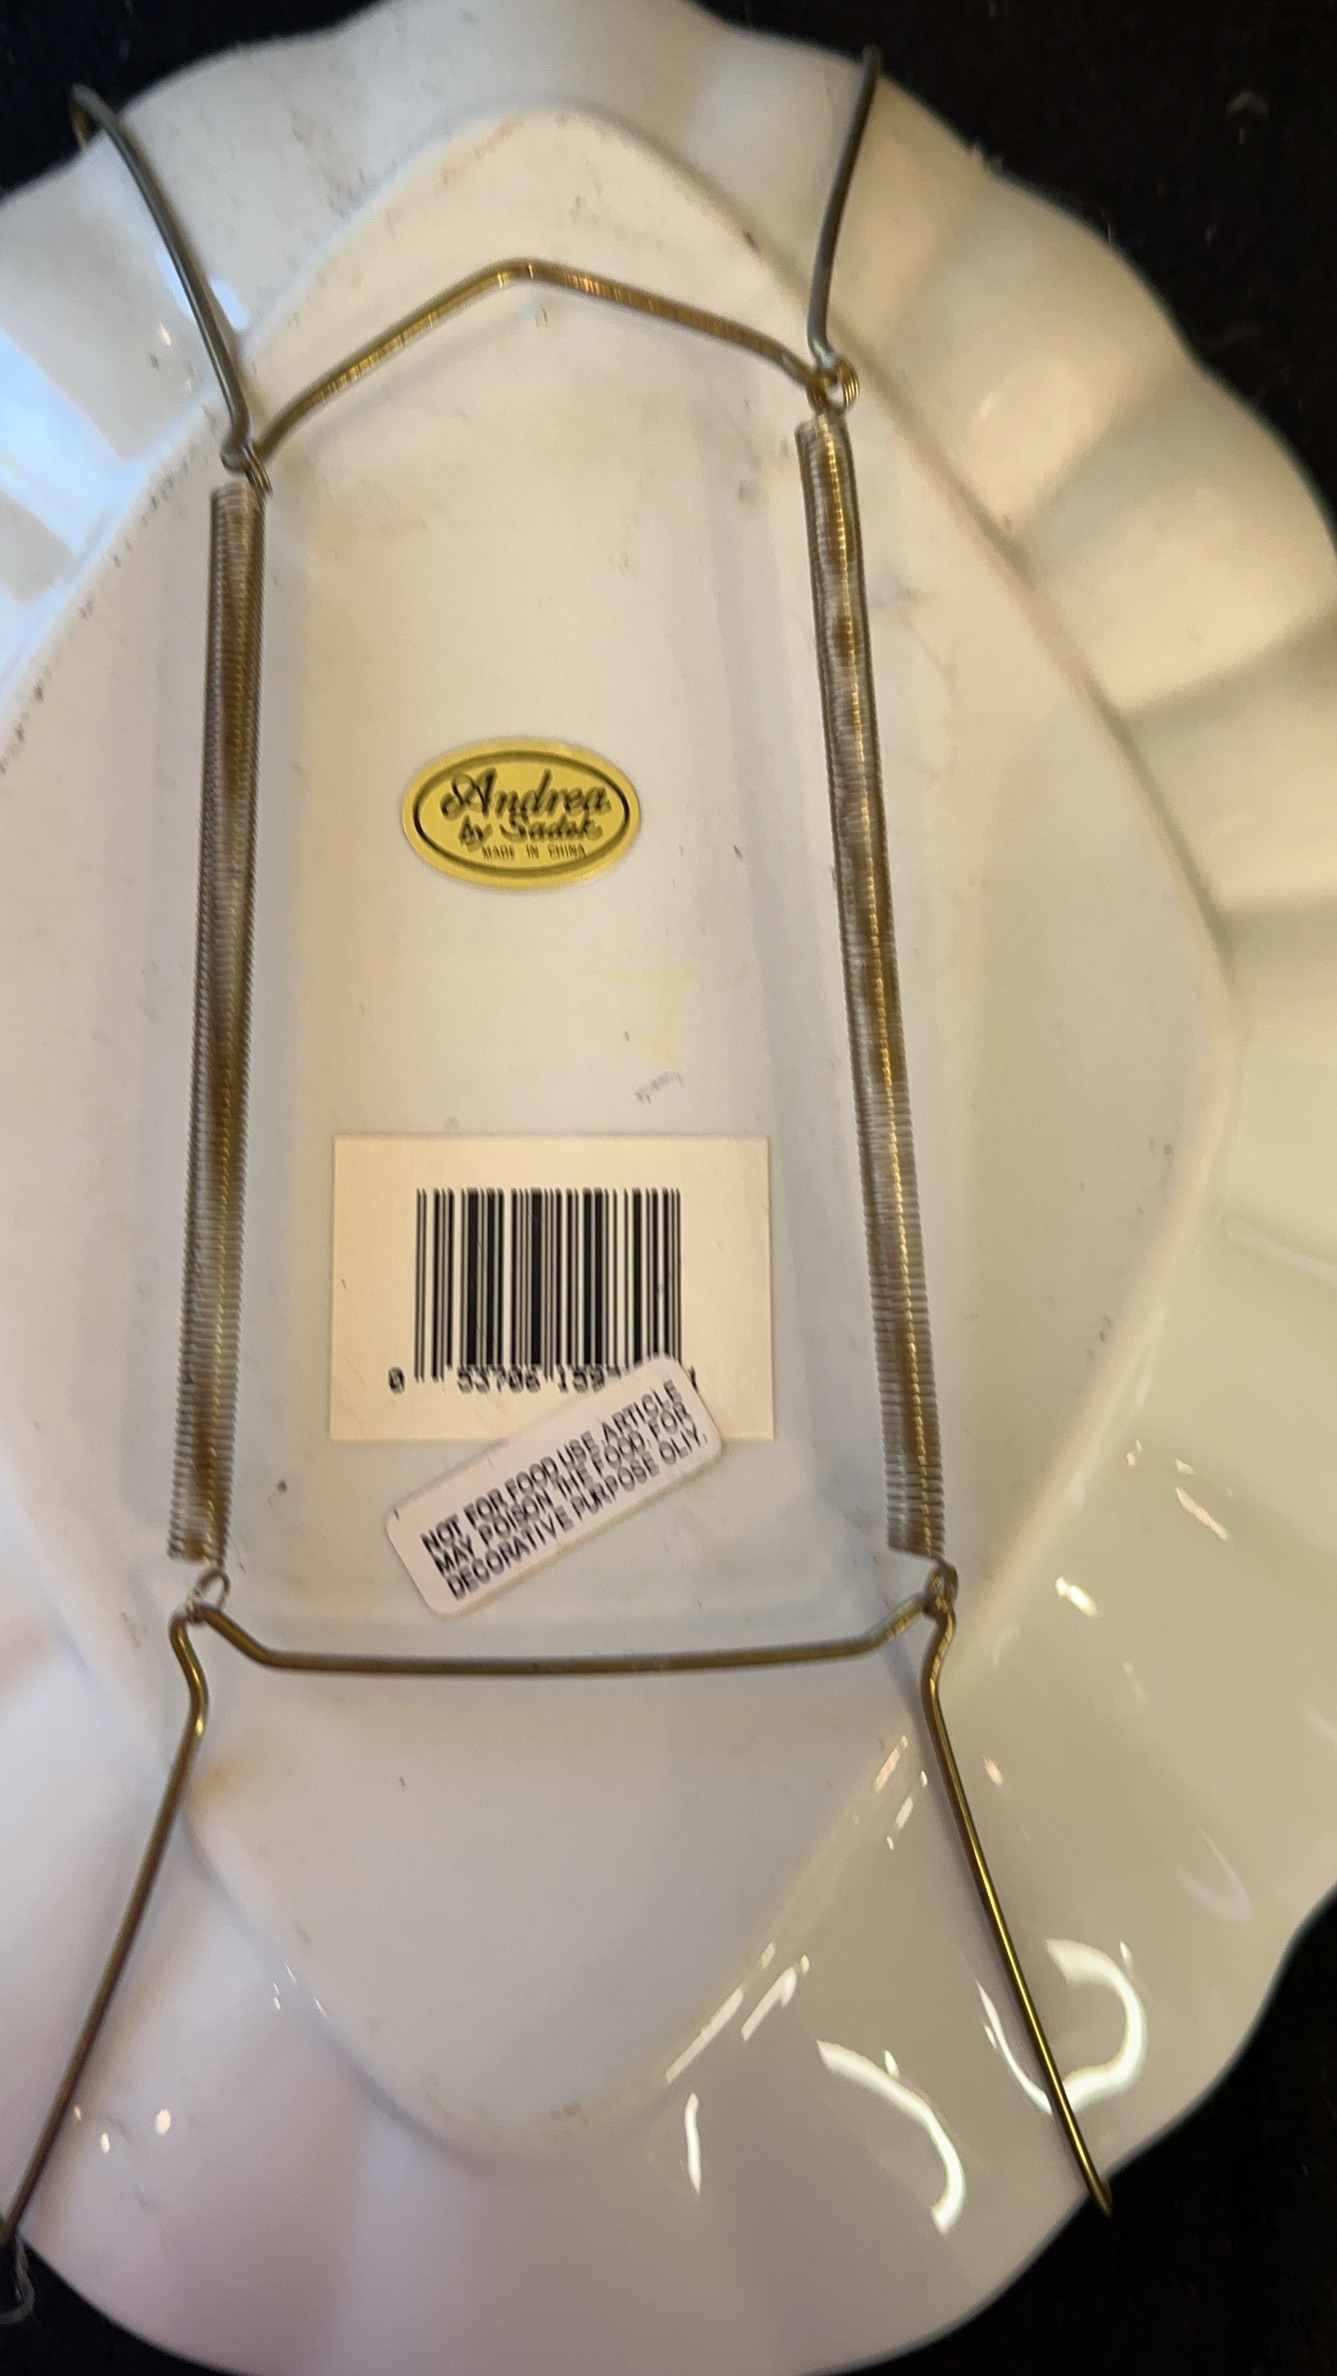 Andrea
by Sadek
MADE IN CHINA
0 53706 159
NOT FOR FOOD USE ARTICLE
MAY POISON THE FOOD. FOR
DECORATIVE PURPOSE OLIY.